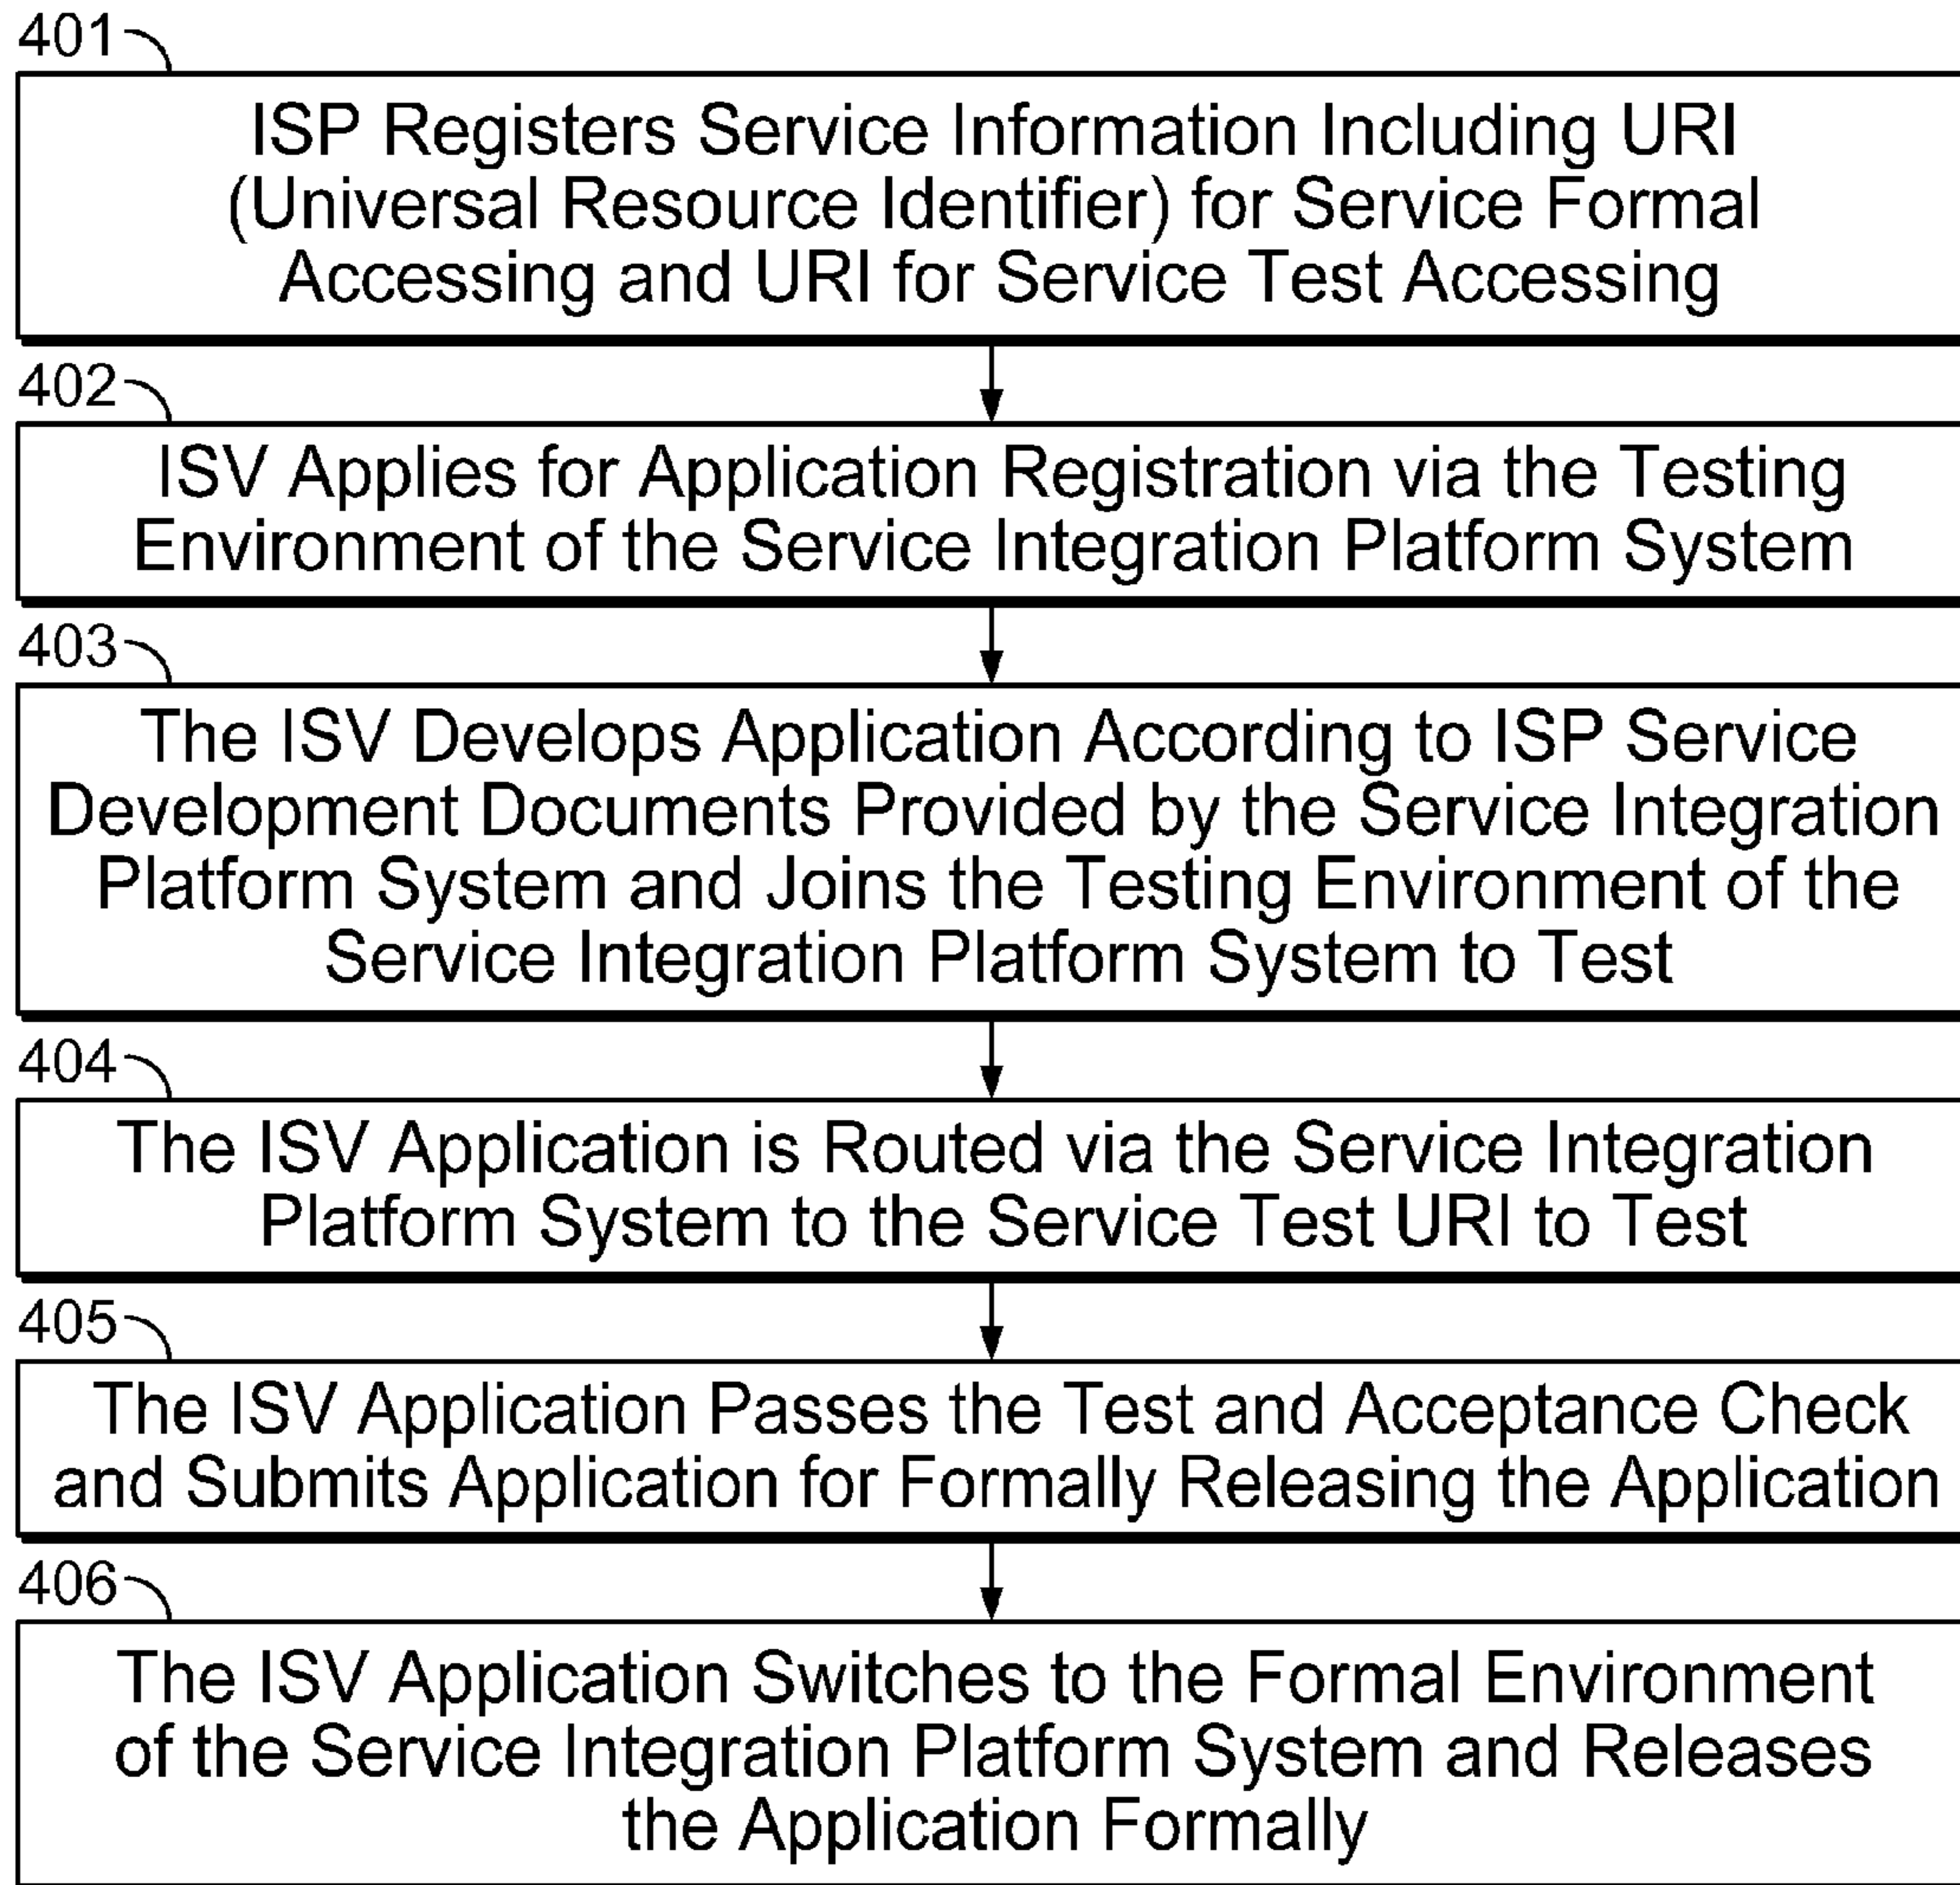 401
ISP Registers Service Information Including URI
(Universal Resource Identifier) for Service Formal
Accessing and URI for Service Test Accessing
402
ISV Applies for Application Registration via the Testing
Environment of the Service Integration Platform System
403
The ISV Develops Application According to ISP Service
Development Documents Provided by the Service Integration
Platform System and Joins the Testing Environment of the
Service Integration Platform System to Test
404
The ISV Application is Routed via the Service Integration
Platform System to the Service Test URI to Test
405
The ISV Application Passes the Test and Acceptance Check
and Submits Application for Formally Releasing the Application
406
The ISV Application Switches to the Formal Environment
of the Service Integration Platform System and Releases
the Application Formally